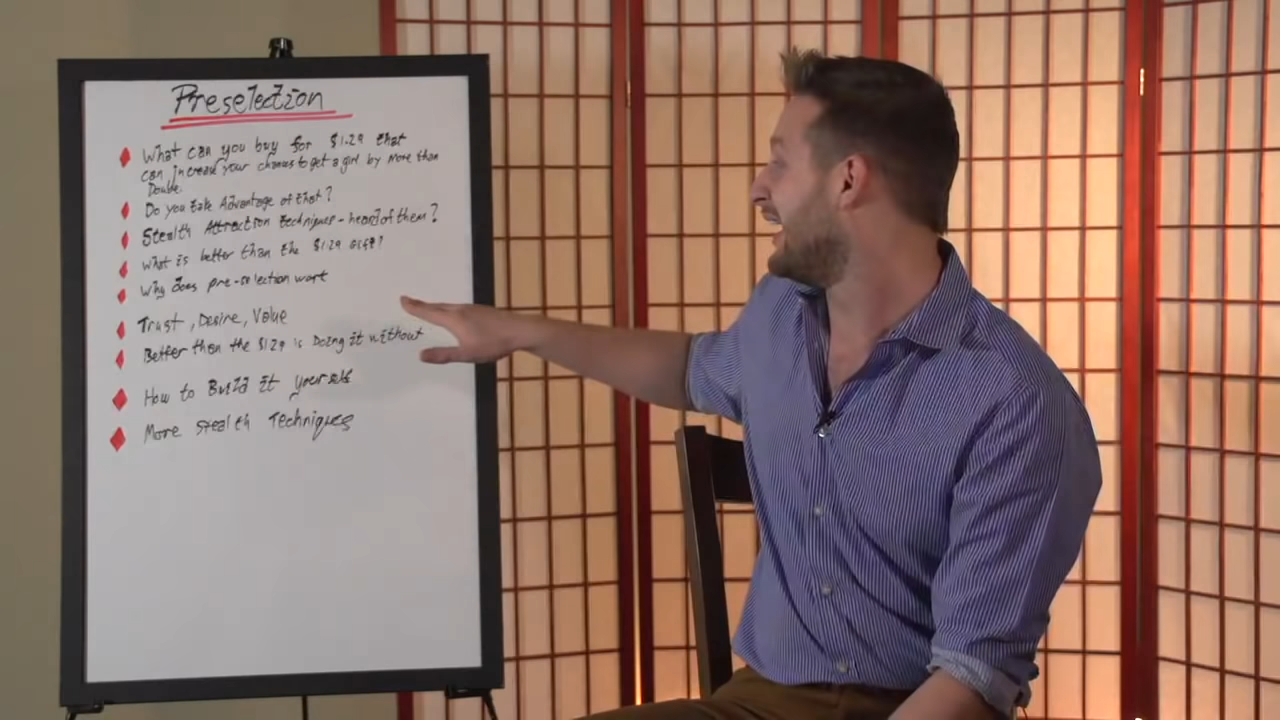 Preselection
What can you buy for $1.29 that
can Increase your chances to get a girl by more than
Double.
Do you take Advantage of that?
Stealth Attraction techniques - heard of them?
What is better than the $1.29
Why does pre-selection work
Trust, Desire, Value
Better then the $1.29 is Doing it without
How to Build it yourself
More Stealth Techniques